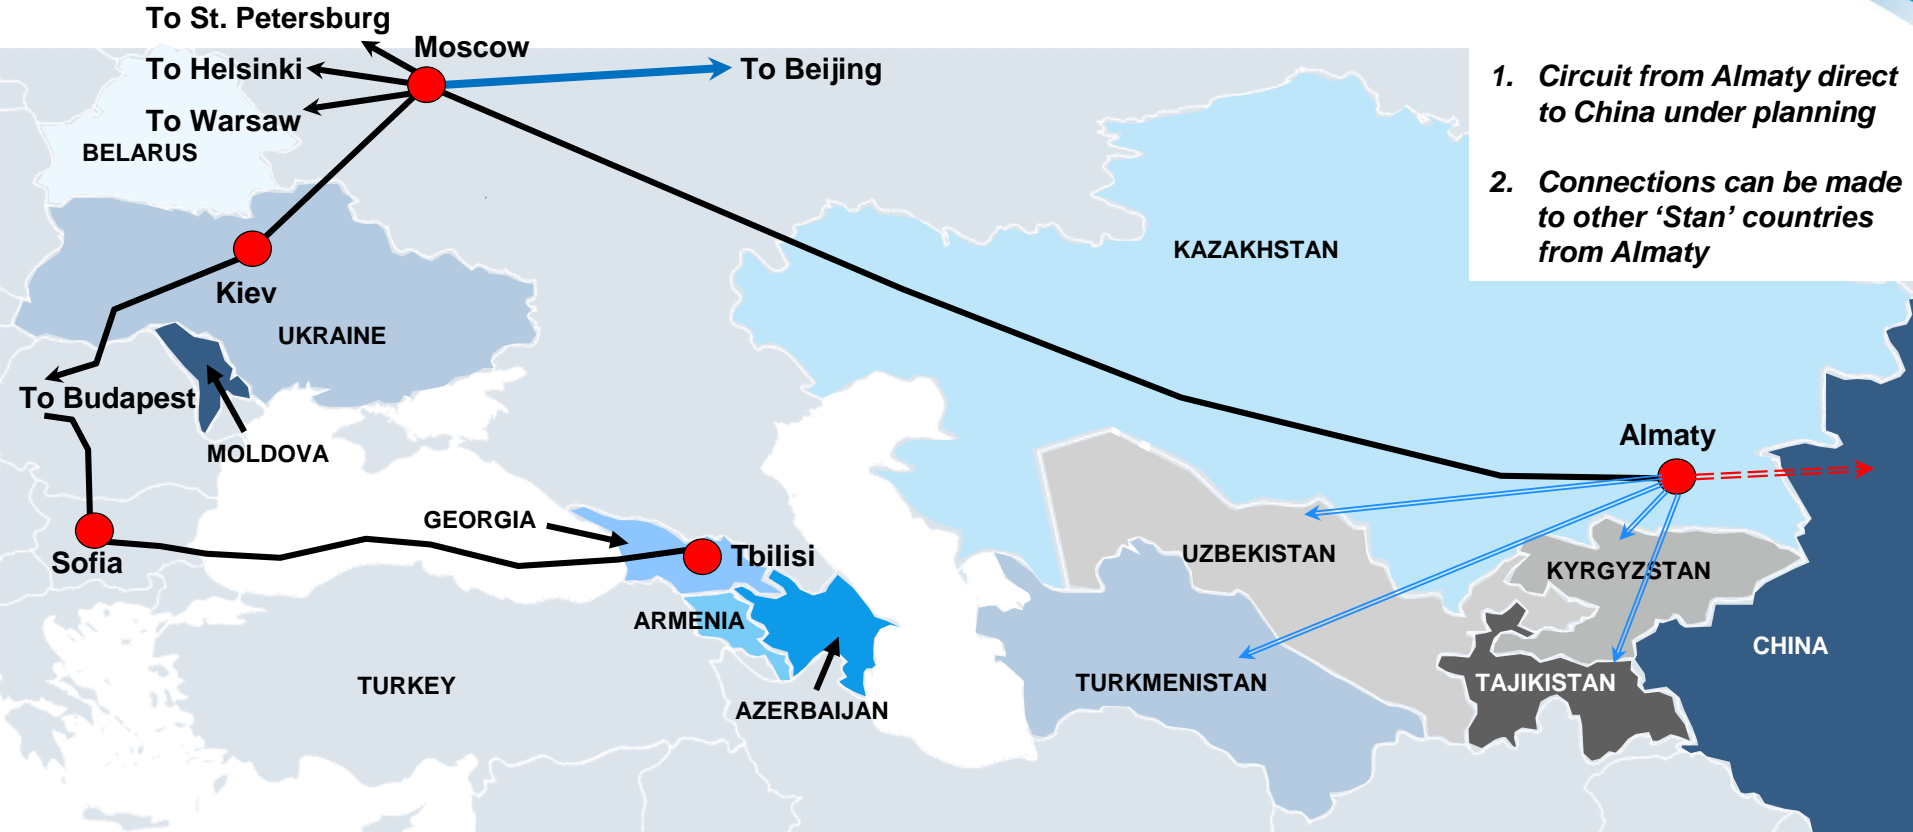 To St. Petersburg
Moscow
To Helsinki
To Beijing
To Warsaw
BELARUS
1. Circuit from Almaty direct
to China under planning
2. Connections can be made
to other ‘Stan’ countries
from Almaty
KAZAKHSTAN
Kiev
UKRAINE
To Budapest
MOLDOVA
Almaty
GEORGIA
Sofia
Tbilisi
UZBEKISTAN
KYRGYZSTAN
ARMENIA
CHINA
TURKEY
TURKMENISTAN
TAJIKISTAN
AZERBAIJAN